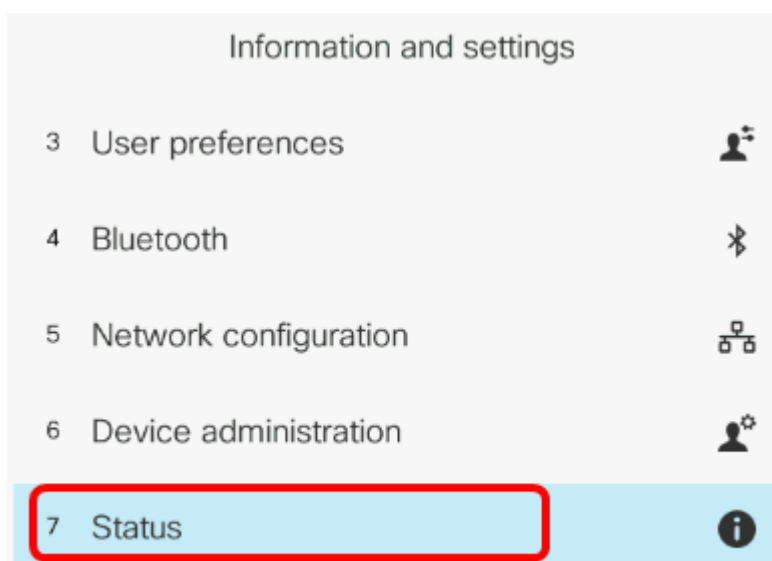 Information and settings
3 User preferences
4 Bluetooth
5 Network configuration
6 Device administration
7 Status